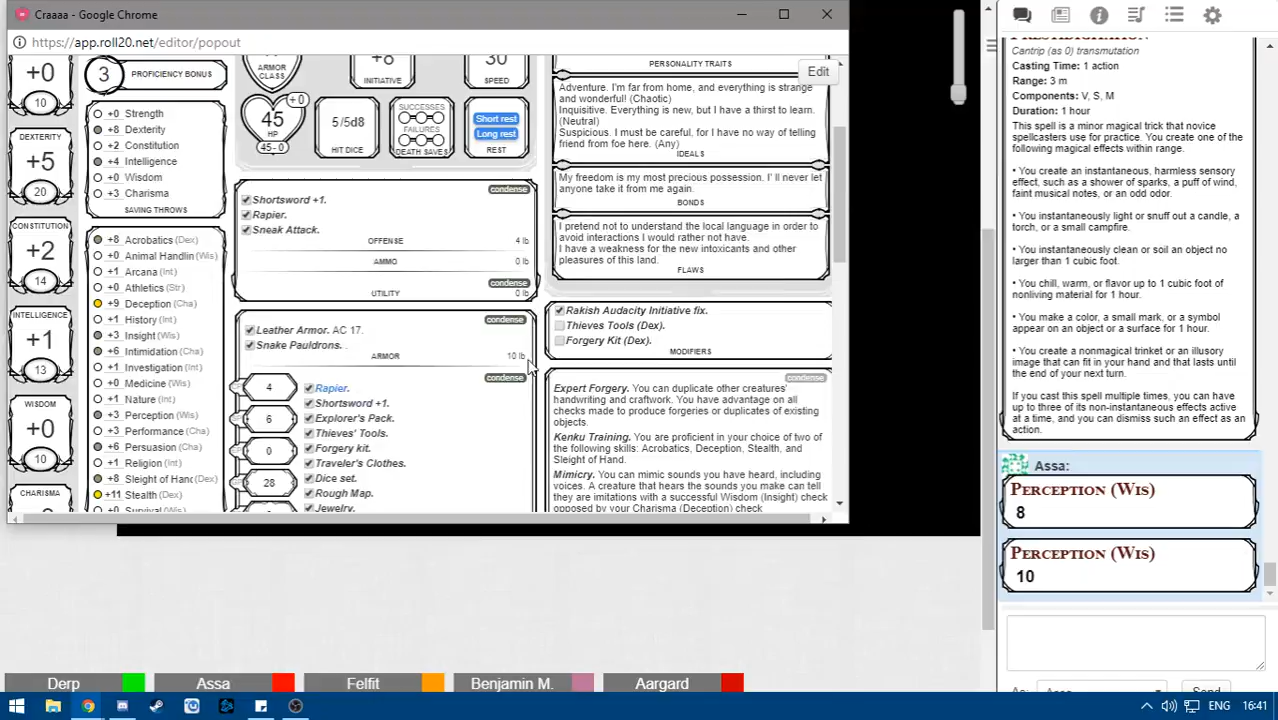 Craaaa - Google Chrome
https://app.roll20.net/editor/popout
Edit
+0
10
DEXTERITY
+5
20
CONSTITUTION
+2
14
INTELLIGENCE
+1
13
WISDOM
+0
10
CHARISMA
3
PROFICIENCY BONUS
+0 Strength
+8 Dexterity
+2 Constitution
+4 Intelligence
+0 Wisdom
+3 Charisma
SAVING THROWS
+8 Acrobatics (Dex)
+0 Animal Handlin (Wis)
+1 Arcana (Int)
+0 Athletics (Str)
+9 Deception (Cha)
+1 History (Int)
+3 Insight (Wis)
+6 Intimidation (Cha)
+1 Investigation (Int)
+0 Medicine (Wis)
+1 Nature (Int)
+3 Perception (Wis)
+3 Performance (Cha)
+6 Persuasion (Cha)
+1 Religion (Int)
+8 Sleight of Hanc (Dex)
+11 Stealth (Dex)
+0 Survival (Wis)
ARMOR
CLASS
+8
INITIATIVE
30
SPEED
+ 0
45
HP
45 - 0
5/5d8
HIT DICE
SUCCESSES
FAILURES
DEATH SAVES
Short rest
Long rest
REST
condense
Shortsword +1.
Rapier.
Sneak Attack.
OFFENSE 4 lb
AMMO 0 lb
condense
UTILITY 0 lb
condense
Leather Armor. AC 17.
Snake Pauldrons. .
ARMOR 10 lb
condense
4
6
0
28
Rapier.
Shortsword +1.
Explorer's Pack.
Thieves' Tools.
Forgery kit.
Traveler's Clothes.
Dice set.
Rough Map.
Jewelry.
PERSONALITY TRAITS
Adventure. I'm far from home, and everything is strange
and wonderful! (Chaotic)
Inquisitive. Everything is new, but I have a thirst to learn.
(Neutral)
Suspicious. I must be careful, for I have no way of telling
friend from foe here. (Any)
IDEALS
My freedom is my most precious possession. I' ll never let
anyone take it from me again.
BONDS
I pretend not to understand the local language in order to
avoid interactions I would rather not have.
I have a weakness for the new intoxicants and other
pleasures of this land.
FLAWS
Rakish Audacity Initiative fix.
Thieves Tools (Dex).
Forgery Kit (Dex).
MODIFIERS
condense
Expert Forgery. You can duplicate other creatures'
handwriting and craftwork. You have advantage on all
checks made to produce forgeries or duplicates of existing
objects.
Kenku Training. You are proficient in your choice of two of
the following skills: Acrobatics, Deception, Stealth, and
Sleight of Hand.
Mimicry. You can mimic sounds you have heard, including
voices. A creature that hears the sounds you make can tell
they are imitations with a successful Wisdom (Insight) check
opposed by your Charisma (Deception) check
PRESTIDIGITATION
Cantrip (as 0) transmutation
Casting Time: 1 action
Range: 3 m
Components: V, S, M
Duration: 1 hour
This spell is a minor magical trick that novice
spellcasters use for practice. You create one of the
following magical effects within range.
• You create an instantaneous, harmless sensory
effect, such as a shower of sparks, a puff of wind,
faint musical notes, or an odd odor.
• You instantaneously light or snuff out a candle, a
torch, or a small campfire.
• You instantaneously clean or soil an object no
larger than 1 cubic foot.
• You chill, warm, or flavor up to 1 cubic foot of
nonliving material for 1 hour.
• You make a color, a small mark, or a symbol
appear on an object or a surface for 1 hour.
• You create a nonmagical trinket or an illusory
image that can fit in your hand and that lasts until
the end of your next turn.
If you cast this spell multiple times, you can have
up to three of its non-instantaneous effects active
at a time, and you can dismiss such an effect as an
action.
Assa:
PERCEPTION (WIS)
8
PERCEPTION (WIS)
10
As: Assa Send
Derp
Assa
Felfit
Benjamin M.
Aargard
ENG 16:41